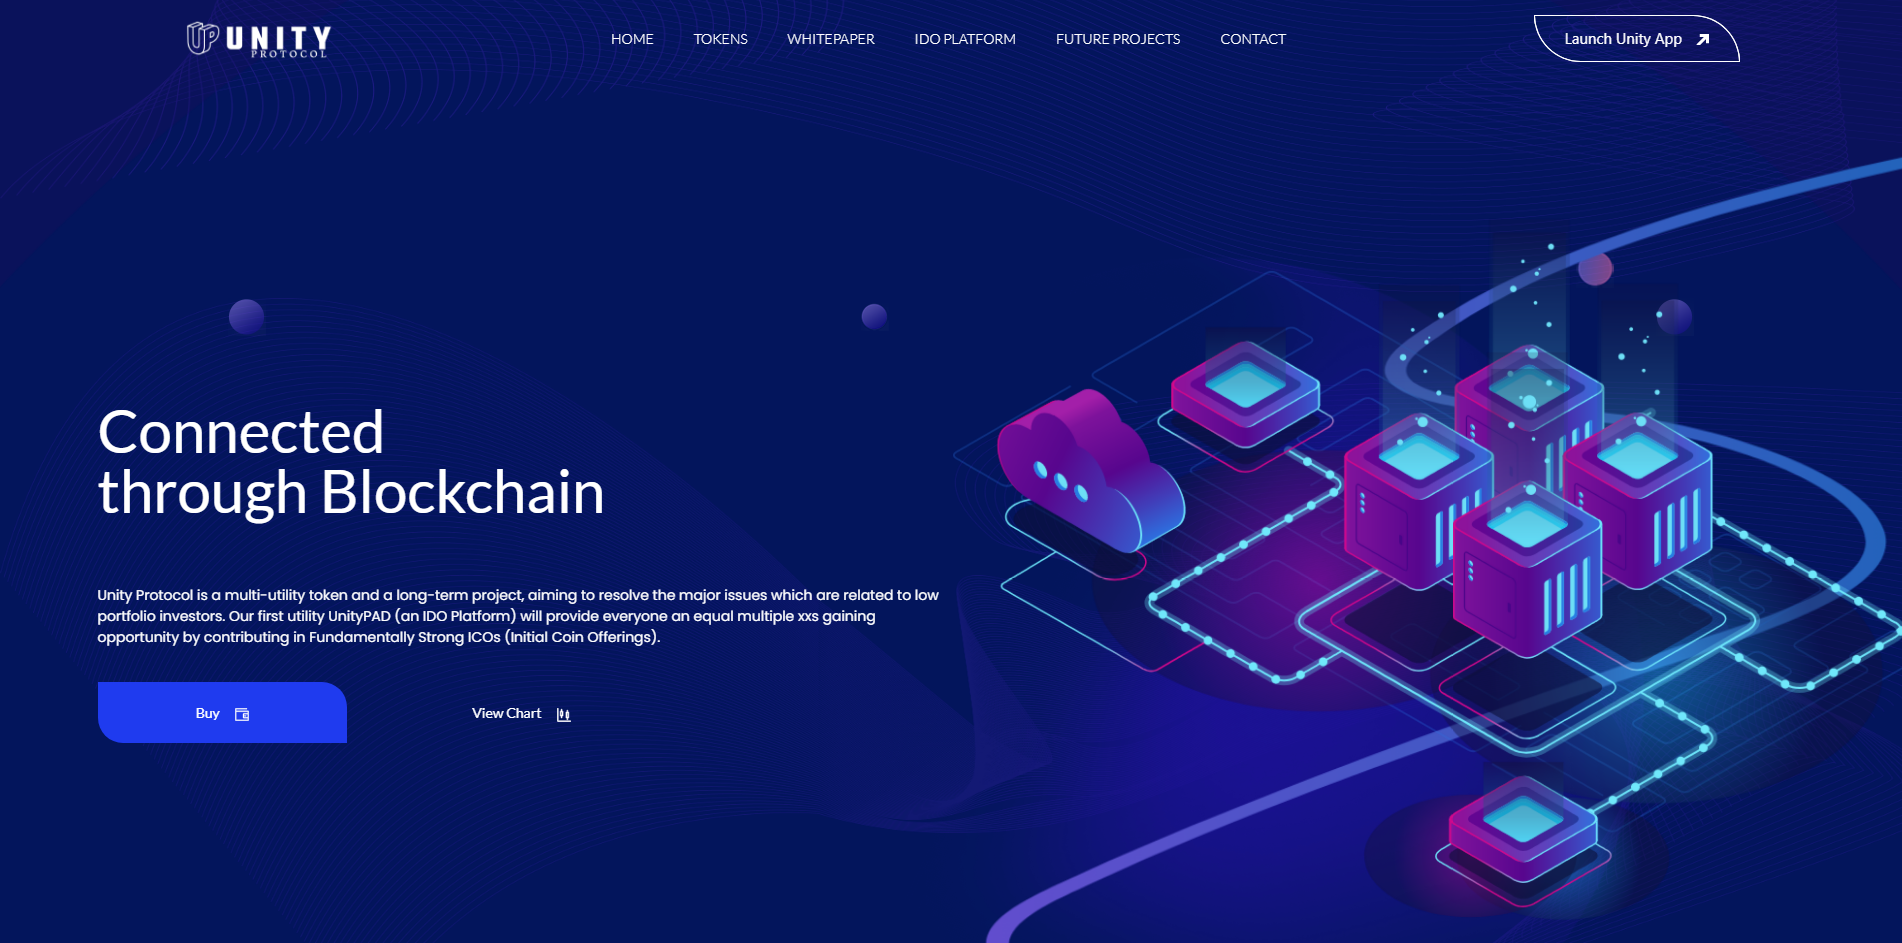 UP UNITY
PROTOCOL
HOME
TOKENS
WHITEPAPER
IDO PLATFORM
FUTURE PROJECTS
CONTACT
Launch Unity App
Connected
through Blockchain
Unity Protocol is a multi-utility token and a long-term project, aiming to resolve the major issues which are related to low
portfolio investors. Our first utility UnityPAD (an IDO Platform) will provide everyone an equal multiple xxs gaining
opportunity by contributing in Fundamentally Strong ICOs (Initial Coin Offerings).
Buy
View Chart